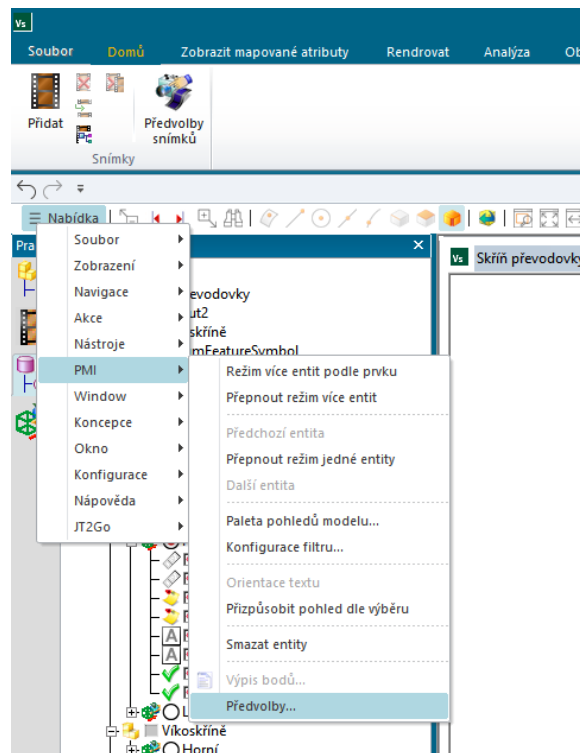 Vs
Soubor Domů Zobrazit mapované atributy Rendrovat Analýza
Přidat
Předvolby
snímků
Snímky
Nabídka
Vs Skříň převodovky
Soubor
Zobrazení
Navigace
Akce
Nástroje
PMI
Window
Koncepce
Okno
Konfigurace
Nápověda
JT2Go
Režim více entit podle prvku
Přepnout režim více entit
Předchozí entita
Přepnout režim jedné entity
Další entita
Paleta pohledů modelu...
Konfigurace filtru...
Orientace textu
Přizpůsobit pohled dle výběru
Smazat entity
Výpis bodů...
Předvolby...
A
A
Víkoskříně
Horní